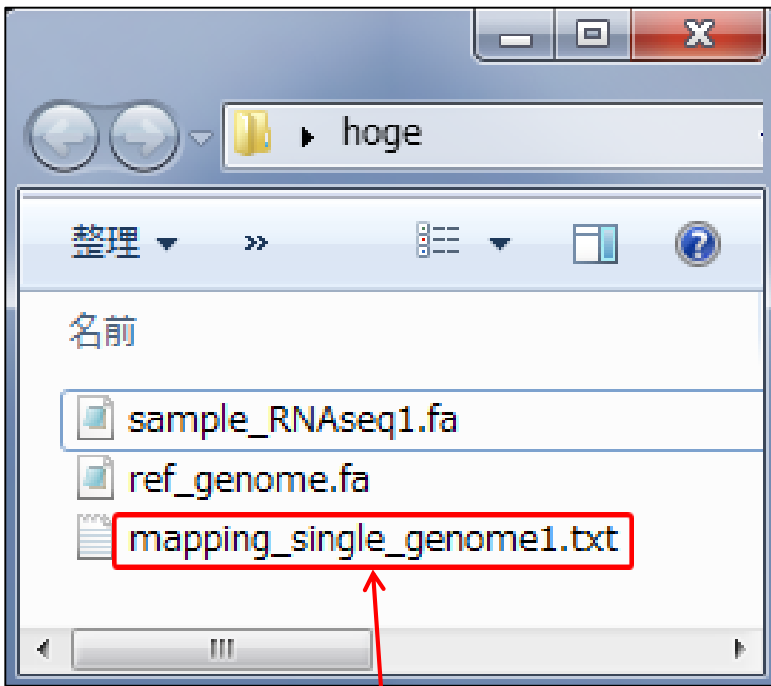 hoge
整理
名前
sample_RNAseq1.fa
ref_genome.fa
mapping_single_genome1.txt